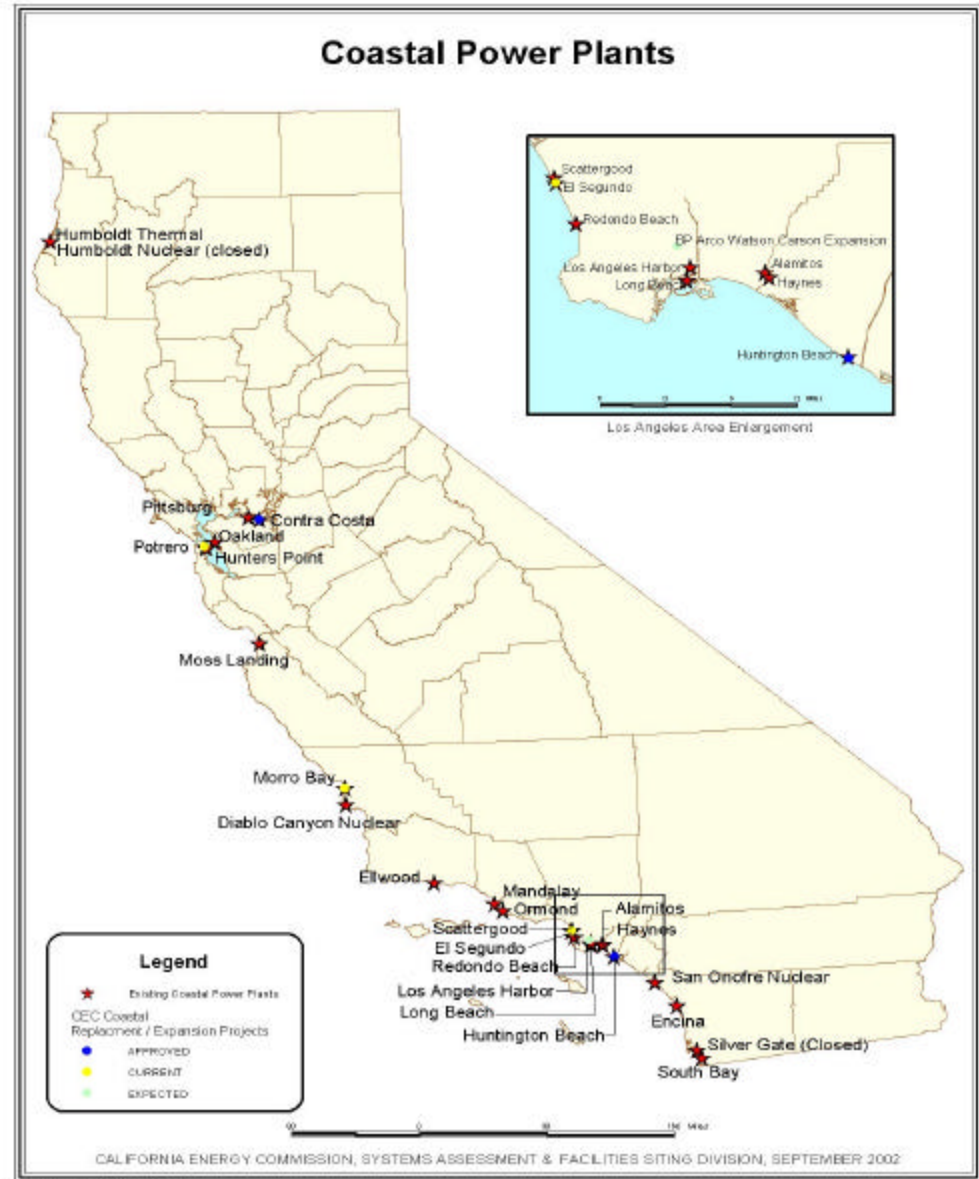 Coastal Power Plants
Scattergood
El Segundo
Redondo Beach
BP Arco Watson Carson Expansion
Los Angeles Harbor
Long Beach
Alamitos
Haynes
Huntington Beach
Los Angeles Area Enlargement
Humboldt Thermal
Humboldt Nuclear (closed)
Pittsburg
Contra Costa
Oakland
Potrero
Hunters Point
Moss Landing
Morro Bay
Diablo Canyon Nuclear
Ellwood
Mandalay
Ormond
Alamitos
Scattergood
Haynes
El Segundo
Redondo Beach
San Onofre Nuclear
Los Angeles Harbor
Long Beach
Encina
Huntington Beach
Silver Gate (Closed)
South Bay
Legend
Existing Coastal Power Plants
CEC Coastal
Replacment / Expansion Projects
APPROVED
CURRENT
EXPECTED
Miles
CALIFORNIA ENERGY COMMISSION, SYSTEMS ASSESSMENT & FACILITIES SITING DIVISION, SEPTEMBER 2002